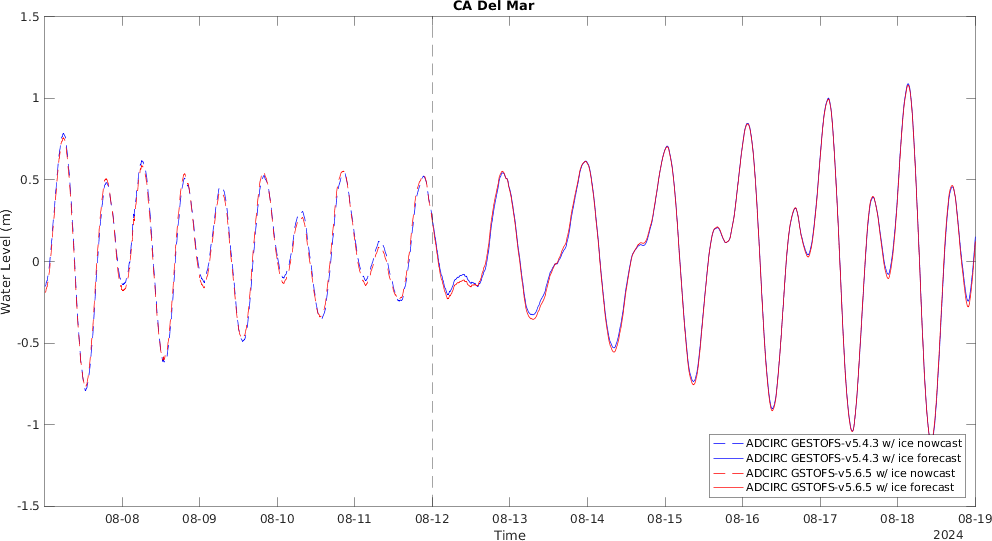 CA Del Mar
1.5
1
0.5
0
-0.5
-1
-1.5
Water Level (m)
08-08 08-09 08-10 08-11 08-12 08-13 08-14 08-15 08-16 08-17 08-18 08-19
Time
2024
ADCIRC GESTOFS-v5.4.3 w/ ice nowcast
ADCIRC GESTOFS-v5.4.3 w/ ice forecast
ADCIRC GSTOFS-v5.6.5 w/ ice nowcast
ADCIRC GSTOFS-v5.6.5 w/ ice forecast